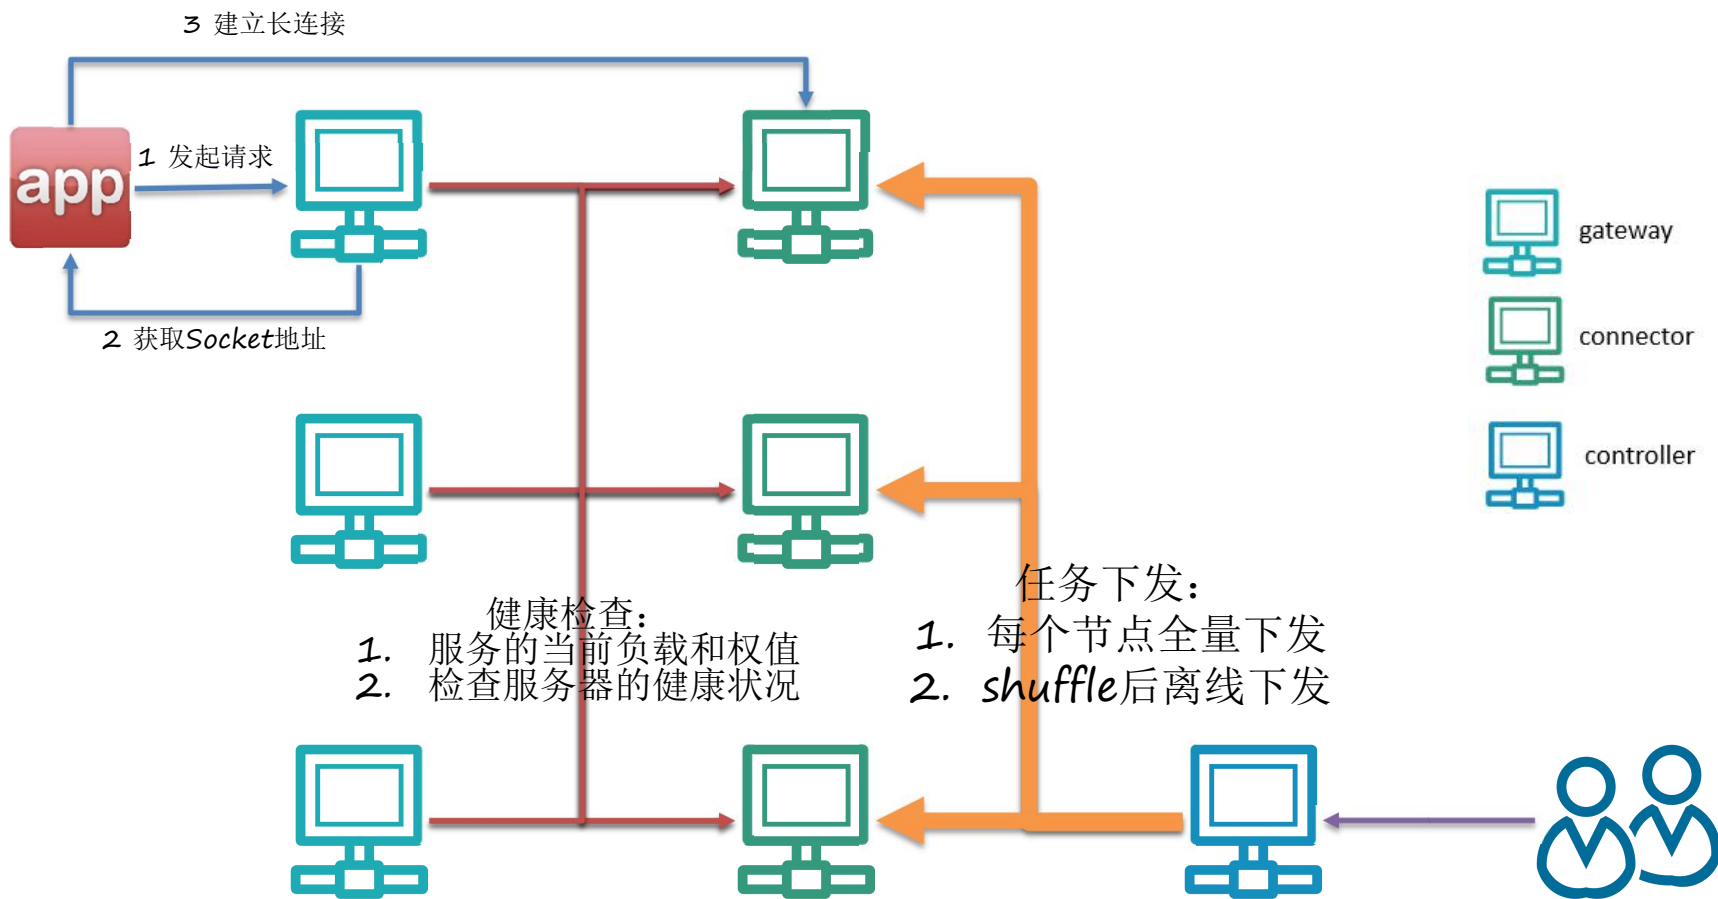 3 建立长连接
app
1 发起请求
2 获取Socket地址
gateway
connector
controller
健康检查：
1. 服务的当前负载和权值
2. 检查服务器的健康状况
任务下发：
1. 每个节点全量下发
2. shuffle后离线下发